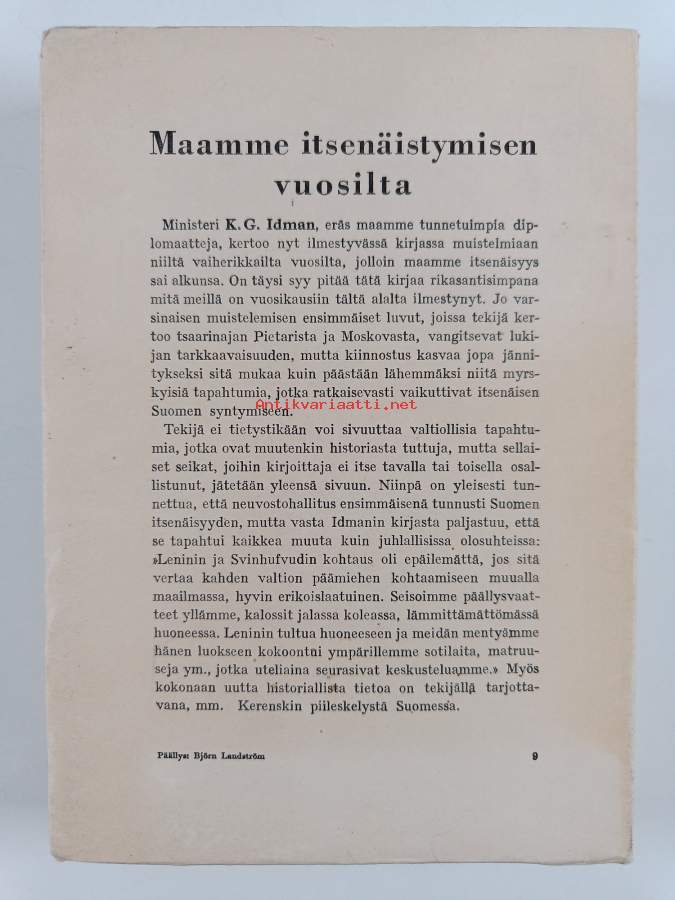 Maamme itsenäistymisen
vuosilta
Ministeri K. G. Idman, eräs maamme tunnetuimpia dip-
lomaatteja, kertoo nyt ilmestyvässä kirjassa muistelmiaan
niiltä vaiherikkailta vuosilta, jolloin maamme itsenäisyys
sai alkunsa. On täysi syy pitää tätä kirjaa rikasantisimpana
mitä meillä on vuosikausiin tältä alalta ilmestynyt. Jo var-
sinaisen muistelemisen ensimmäiset luvut, joissa tekijä ker-
too tsaarinajan Pietarista ja Moskovasta, vangitsevat luki-
jan tarkkaavaisuuden, mutta kiinnostus kasvaa jopa jänni-
tykseksi sitä mukaa kuin päästään lähemmäksi niitä myrs-
kyisiä tapahtumia, jotka ratkaisevasti vaikuttivat itsenäisen
Antikvariaatti.net
Suomen syntymiseen.
Tekijä ei tietystikään voi sivuuttaa valtiollisia tapahtu-
mia, jotka ovat muutenkin historiasta tuttuja, mutta sellai-
set seikat, joihin kirjoittaja ei itse tavalla tai toisella osal-
listunut, jätetään yleensä sivuun. Niinpä on yleisesti tun-
nettua, että neuvostohallitus ensimmäisenä tunnusti Suomen
itsenäisyyden, mutta vasta Idmanin kirjasta paljastuu, että
se tapahtui kaikkea muuta kuin juhlallisissa olosuhteissa:
»Leninin ja Svinhufvudin kohtaus oli epäilemättä, jos sitä
vertaa kahden valtion päämiehen kohtaamiseen muualla
maailmassa, hyvin erikoislaatuinen. Seisoimme päällysvaat-
teet yllämme, kalossit jalassa koleassa, lämmittämättömässä
huoneessa. Leninin tultua huoneeseen ja meidän mentyämme
hänen luokseen kokoontui ympärillemme sotilaita, matruu-
seja ym., jotka uteliaina seurasivat keskusteluamme.» Myös
kokonaan uutta historiallista tietoa on tekijällä tarjotta-
vana, mm. Kerenskin piileskelystä Suomessa.
Päällys: Björn Landström 9